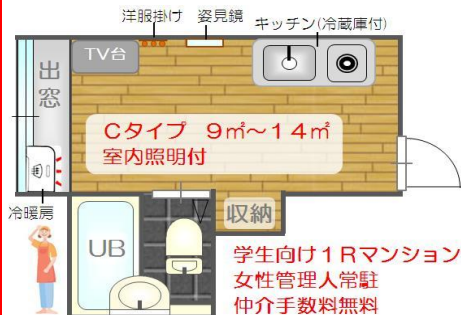 洋服掛け 姿見鏡 キッチン(冷蔵庫付)
TV台
出窓
Cタイプ 9㎡～14㎡
室内照明付
冷暖房
UB
収納
学生向け1Rマンション
女性管理人常駐
仲介手数料無料